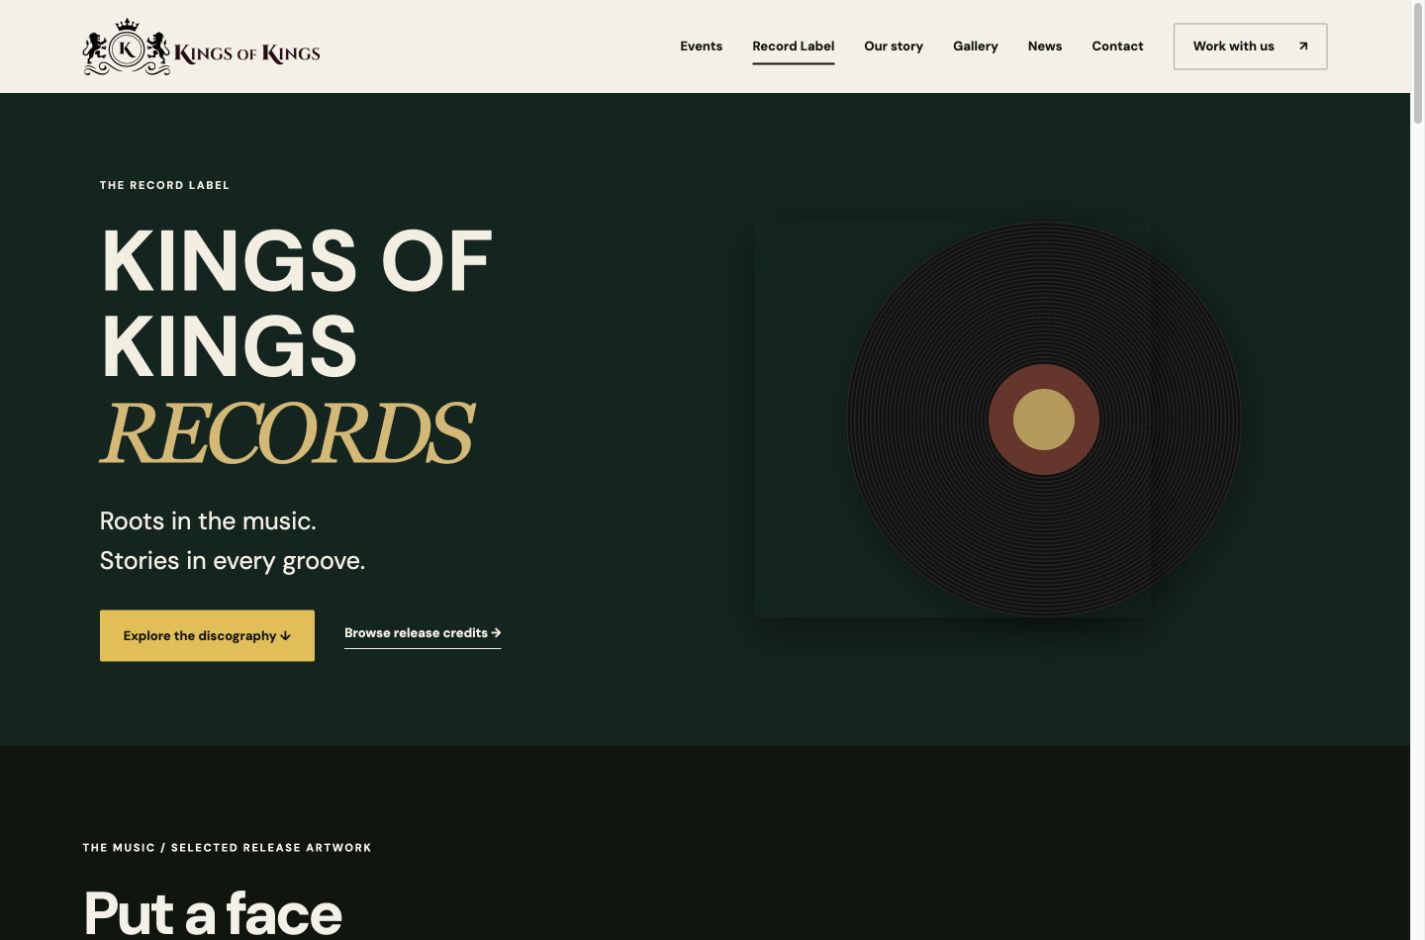 K
Kings of Kings
Events
Record Label
Our story
Gallery
News
Contact
Work with us
THE RECORD LABEL
KINGS OF
KINGS
RECORDS
Roots in the music.
Stories in every groove.
Explore the discography ↓
Browse release credits →
THE MUSIC / SELECTED RELEASE ARTWORK
Put a face